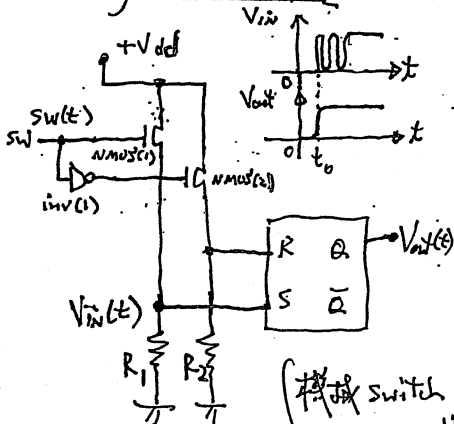 Vin
+Vdd
t
0
Vout
SW(t)
SW
NMOS(1)
NMOS(2)
inv(1)
t
0
t₀
R Q
Vout(t)
S Q̄
Vin(t)
R₁ R₂
機械 switch